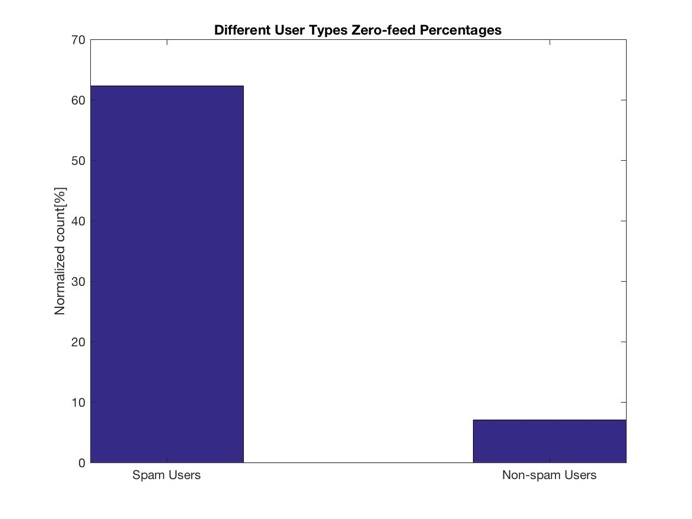 Different User Types Zero-feed Percentages
70
60
50
40
30
20
10
0
Normalized count[%]
Spam Users
Non-spam Users